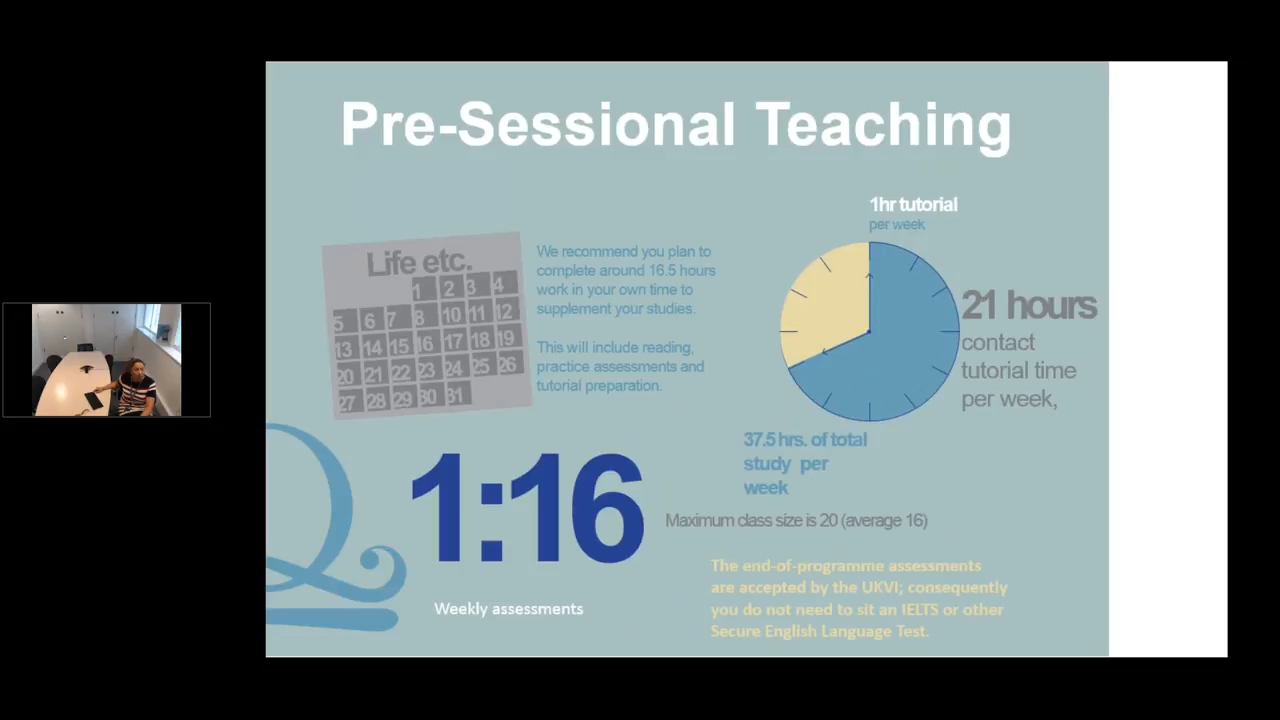 Pre-Sessional Teaching
Life etc.
1 2 3 4
5 6 7 8 9 10 11 12
13 14 15 16 17 18 19
20 21 22 23 24 25 26
27 28 29 30 31
We recommend you plan to
complete around 16.5 hours
work in your own time to
supplement your studies.
This will include reading,
practice assessments and
tutorial preparation.
1hr tutorial
per week
21 hours
contact
tutorial time
per week,
37.5 hrs. of total
study per
week
1:16
Maximum class size is 20 (average 16)
Weekly assessments
The end-of-programme assessments
are accepted by the UKVI; consequently
you do not need to sit an IELTS or other
Secure English Language Test.
Q